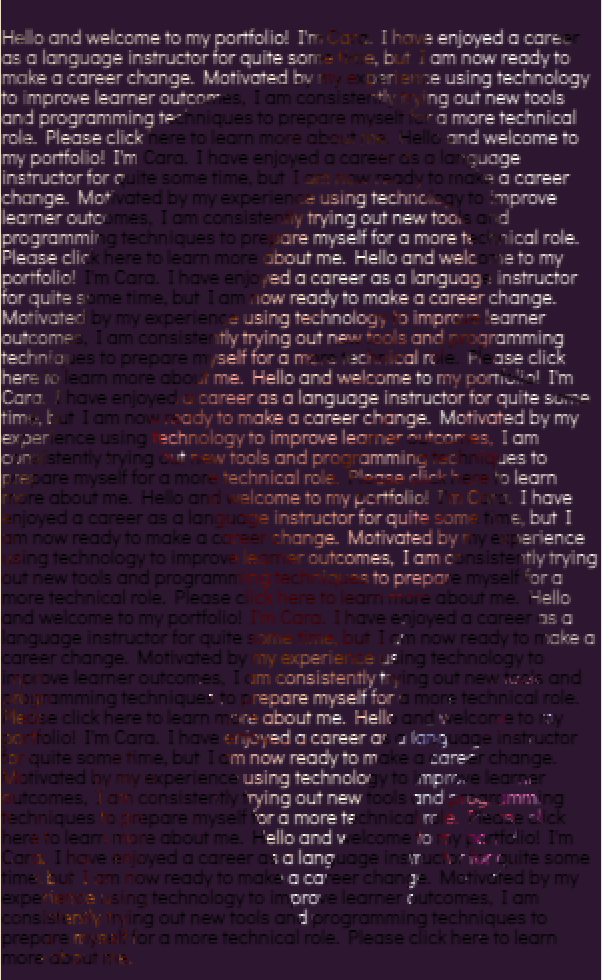 Hello and welcome to my portfolio! I'm Cara. I have enjoyed a career
as a language instructor for quite some time, but I am now ready to
make a career change. Motivated by my experience using technology
to improve learner outcomes, I am consistently trying out new tools
and programming techniques to prepare myself for a more technical
role. Please click here to learn more about me. Hello and welcome to
my portfolio! I'm Cara. I have enjoyed a career as a language
instructor for quite some time, but I am now ready to make a career
change. Motivated by my experience using technology to improve
learner outcomes, I am consistently trying out new tools and
programming techniques to prepare myself for a more technical role.
Please click here to learn more about me. Hello and welcome to my
portfolio! I'm Cara. I have enjoyed a career as a language instructor
for quite some time, but I am now ready to make a career change.
Motivated by my experience using technology to improve learner
outcomes, I am consistently trying out new tools and programming
techniques to prepare myself for a more technical role. Please click
here to learn more about me. Hello and welcome to my portfolio! I'm
Cara. I have enjoyed a career as a language instructor for quite some
time, but I am now ready to make a career change. Motivated by my
experience using technology to improve learner outcomes, I am
consistently trying out new tools and programming techniques to
prepare myself for a more technical role. Please click here to learn
more about me. Hello and welcome to my portfolio! I'm Cara. I have
enjoyed a career as a language instructor for quite some time, but I
am now ready to make a career change. Motivated by my experience
using technology to improve learner outcomes, I am consistently trying
out new tools and programming techniques to prepare myself for a
more technical role. Please click here to learn more about me. Hello
and welcome to my portfolio! I'm Cara. I have enjoyed a career as a
language instructor for quite some time, but I am now ready to make a
career change. Motivated by my experience using technology to
improve learner outcomes, I am consistently trying out new tools and
programming techniques to prepare myself for a more technical role.
Please click here to learn more about me. Hello and welcome to my
portfolio! I'm Cara. I have enjoyed a career as a language instructor
for quite some time, but I am now ready to make a career change.
Motivated by my experience using technology to improve learner
outcomes, I am consistently trying out new tools and programming
techniques to prepare myself for a more technical role. Please click
here to learn more about me. Hello and welcome to my portfolio! I'm
Cara. I have enjoyed a career as a language instructor for quite some
time, but I am now ready to make a career change. Motivated by my
experience using technology to improve learner outcomes, I am
consistently trying out new tools and programming techniques to
prepare myself for a more technical role. Please click here to learn
more about me.